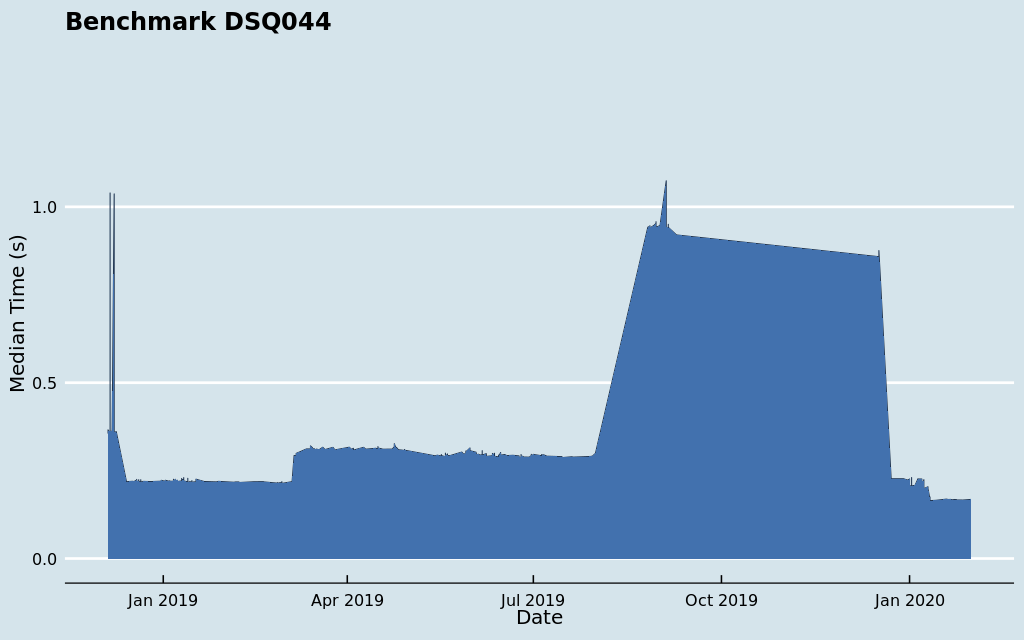 Benchmark DSQ044
Median Time (s)
1.0
0.5
0.0
Jan 2019
Apr 2019
Jul 2019
Oct 2019
Jan 2020
Date